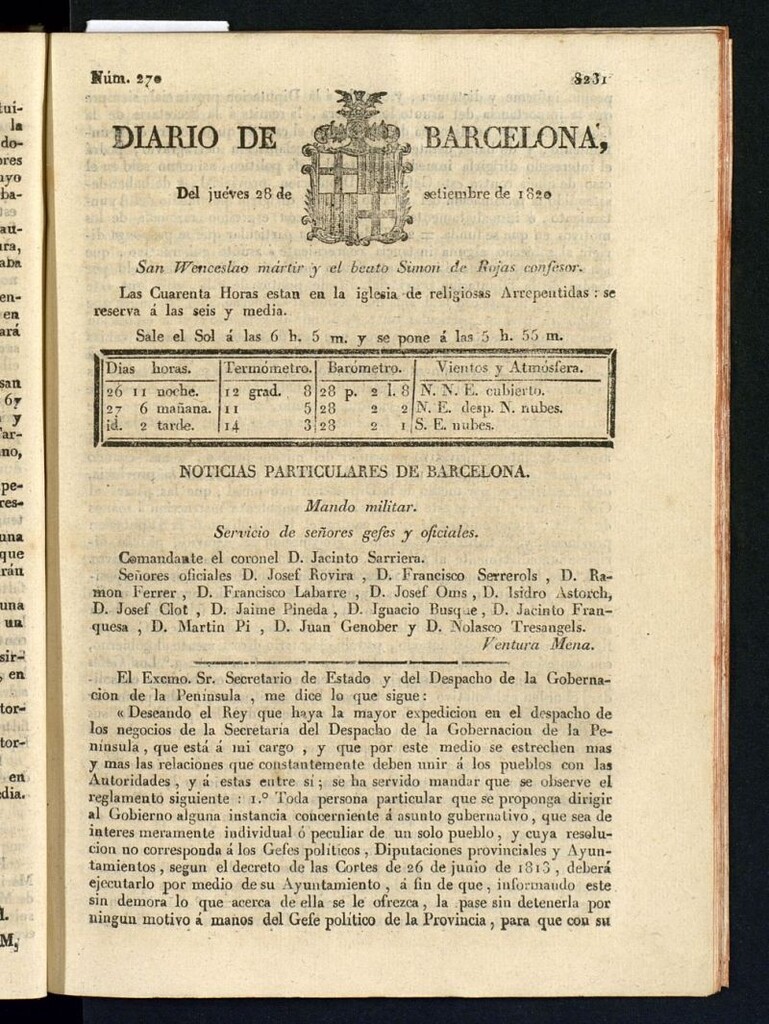 Núm. 270 8231
DIARIO DE BARCELONA,
Del juéves 28 de setiembre de 1820
San Wenceslao mártir y el beato Simon de Rojas confesor.
Las Cuarenta Horas estan en la iglesia de religiosas Arrepentidas : se
reserva á las seis y media.
Sale el Sol á las 6 h. 5 m. y se pone á las 5 h. 55 m.
Dias horas. Termómetro. Barómetro. Vientos y Atmósfera.
26 11 noche. 12 grad. 8 28 p. 2 l. 8 N. N. E. cubierto.
27 6 mañana. 11 5 28 2 2 N. E. desp. N. nubes.
id. 2 tarde. 14 3 28 2 1 S. E. nubes.
NOTICIAS PARTICULARES DE BARCELONA.
Mando militar.
Servicio de señores gefes y oficiales.
Comandante el coronel D. Jacinto Sarriera.
Señores oficiales D. Josef Rovira , D. Francisco Serrerols , D. Ra-
mon Ferrer , D. Francisco Labarre , D. Josef Oms , D. Isidro Astorch,
D. Josef Clot , D. Jaime Pineda , D. Ignacio Busque , D. Jacinto Fran-
quesa , D. Martin Pi , D. Juan Genober y D. Nolasco Tresangels.
Ventura Mena.
El Excmo. Sr. Secretario de Estado y del Despacho de la Goberna-
cion de la Península , me dice lo que sigue :
« Deseando el Rey que haya la mayor expedicion en el despacho de
los negocios de la Secretaría del Despacho de la Gobernacion de la Pe-
nínsula , que está á mi cargo , y que por este medio se estrechen mas
y mas las relaciones que constantemente deben unir á los pueblos con las
Autoridades , y á estas entre sí ; se ha servido mandar que se observe el
reglamento siguiente : 1.º Toda persona particular que se proponga dirigir
al Gobierno alguna instancia concerniente á asunto gubernativo , que sea de
interes meramente individual ó peculiar de un solo pueblo , y cuya resolu-
cion no corresponda á los Gefes políticos , Diputaciones provinciales y Ayun-
tamientos , segun el decreto de las Cortes de 26 de junio de 1813 , deberá
ejecutarlo por medio de su Ayuntamiento , á fin de que , informando este
sin demora lo que acerca de ella se le ofrezca , la pase sin detenerla por
ningun motivo á manos del Gefe político de la Provincia , para que con su